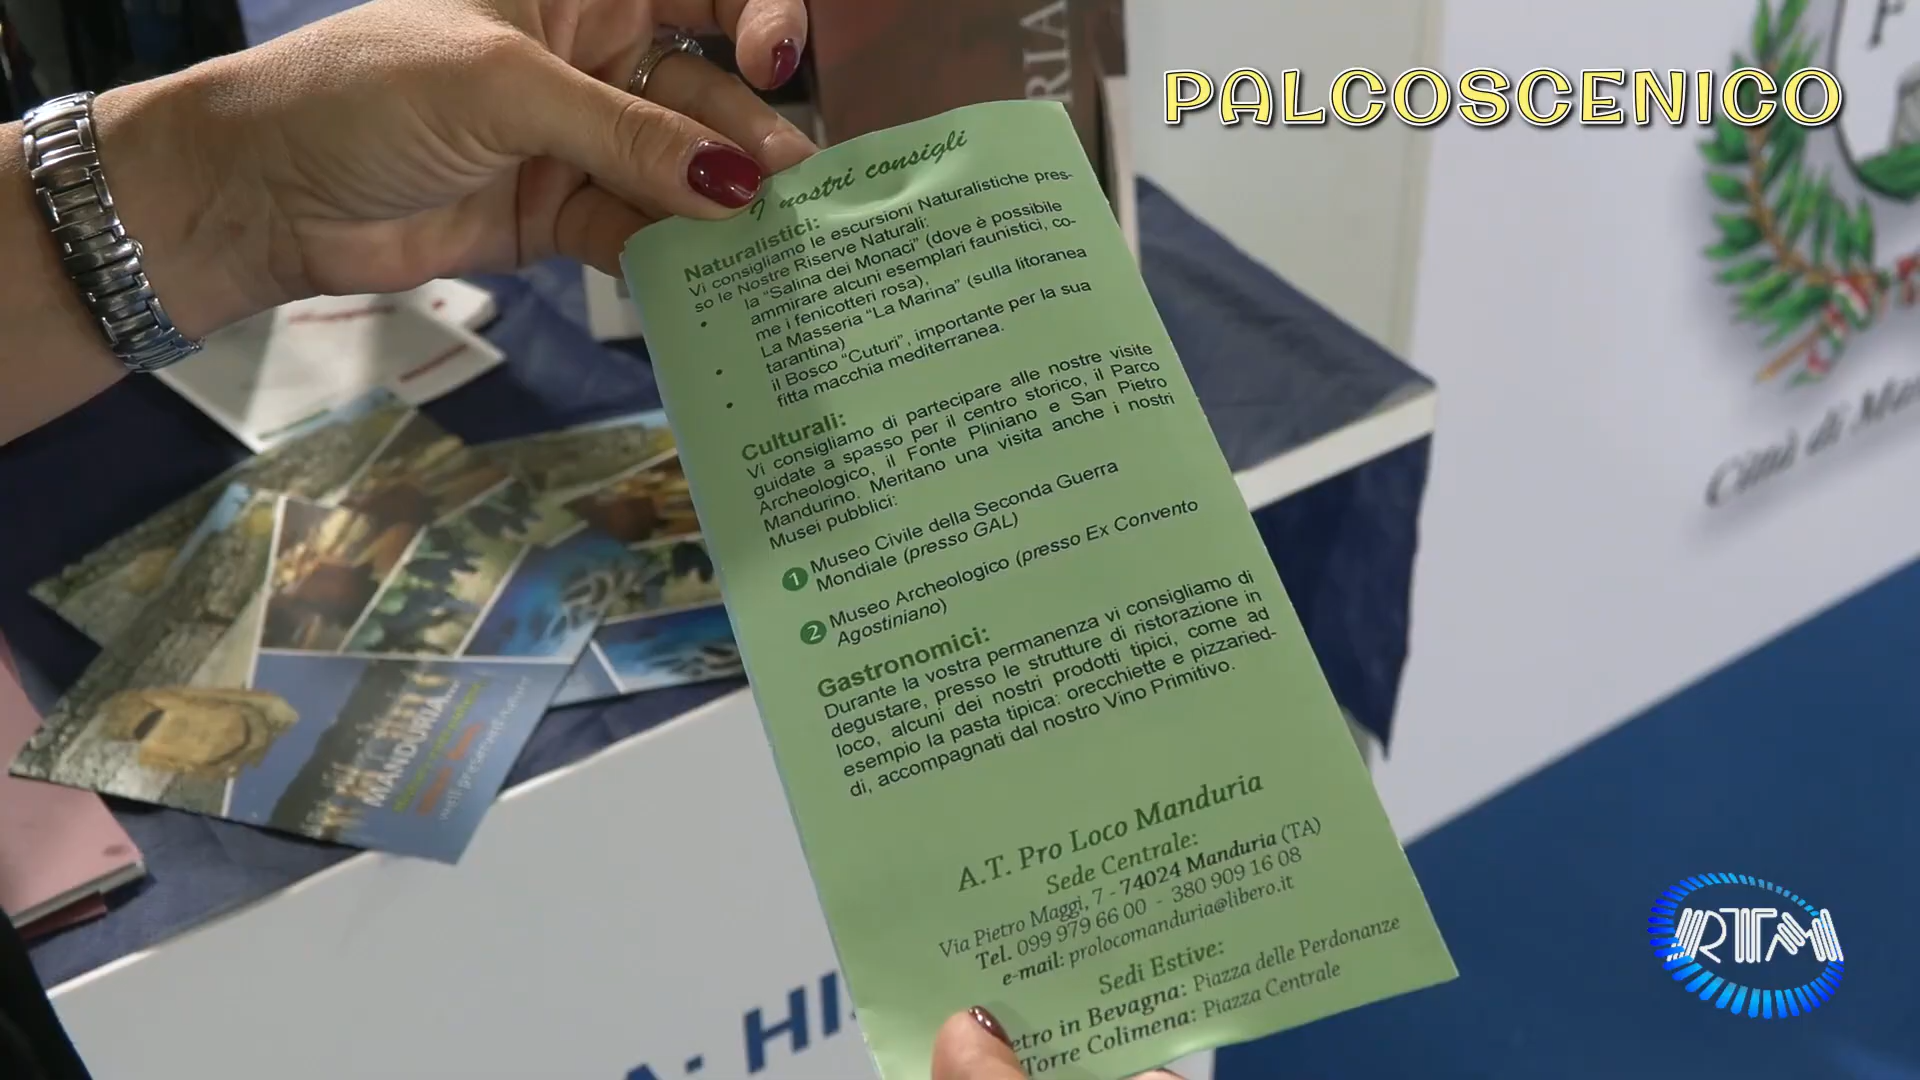 PALCOSCENICO
RIA
I nostri consigli
Naturalistici:
Vi consigliamo le escursioni Naturalistiche pres-
so le Nostre Riserve Naturali:
• la "Salina dei Monaci" (dove è possibile
ammirare alcuni esemplari faunistici, co-
me i fenicotteri rosa),
• La Masseria "La Marina" (sulla litoranea
tarantina)
• il Bosco "Cuturi", importante per la sua
fitta macchia mediterranea.
Culturali:
Vi consigliamo di partecipare alle nostre visite
guidate a spasso per il centro storico, il Parco
Archeologico, il Fonte Pliniano e San Pietro
Mandurino. Meritano una visita anche i nostri
Musei pubblici:
1 Museo Civile della Seconda Guerra
Mondiale (presso GAL)
2 Museo Archeologico (presso Ex Convento
Agostiniano)
Gastronomici:
Durante la vostra permanenza vi consigliamo di
degustare, presso le strutture di ristorazione in
loco, alcuni dei nostri prodotti tipici, come ad
esempio la pasta tipica: orecchiette e pizzaried-
di, accompagnati dal nostro Vino Primitivo.
A.T. Pro Loco Manduria
Sede Centrale:
Via Pietro Maggi, 7 - 74024 Manduria (TA)
Tel. 099 979 66 00 - 380 909 16 08
e-mail: prolocomanduria@libero.it
Sedi Estive:
etro in Bevagna: Piazza delle Perdonanze
Torre Colimena: Piazza Centrale
MANDURIA
well preserved nature
Città di
A: HI
RTM